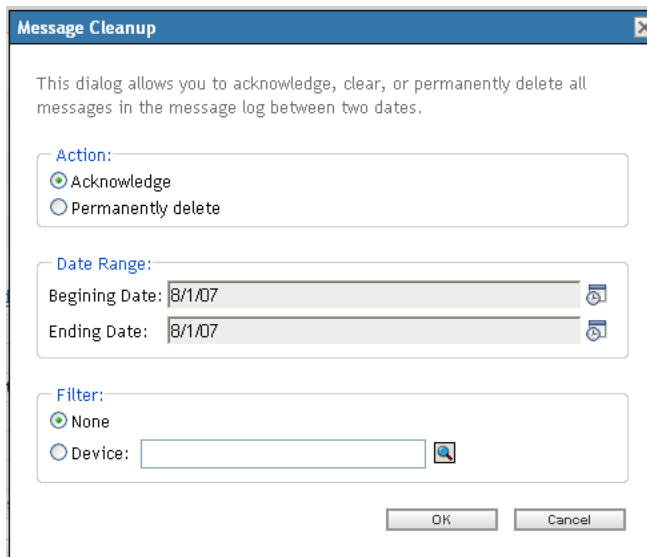 Message Cleanup
This dialog allows you to acknowledge, clear, or permanently delete all
messages in the message log between two dates.
Action:
Acknowledge
Permanently delete
Date Range:
Begining Date: 8/1/07
Ending Date: 8/1/07
Filter:
None
Device:
OK Cancel